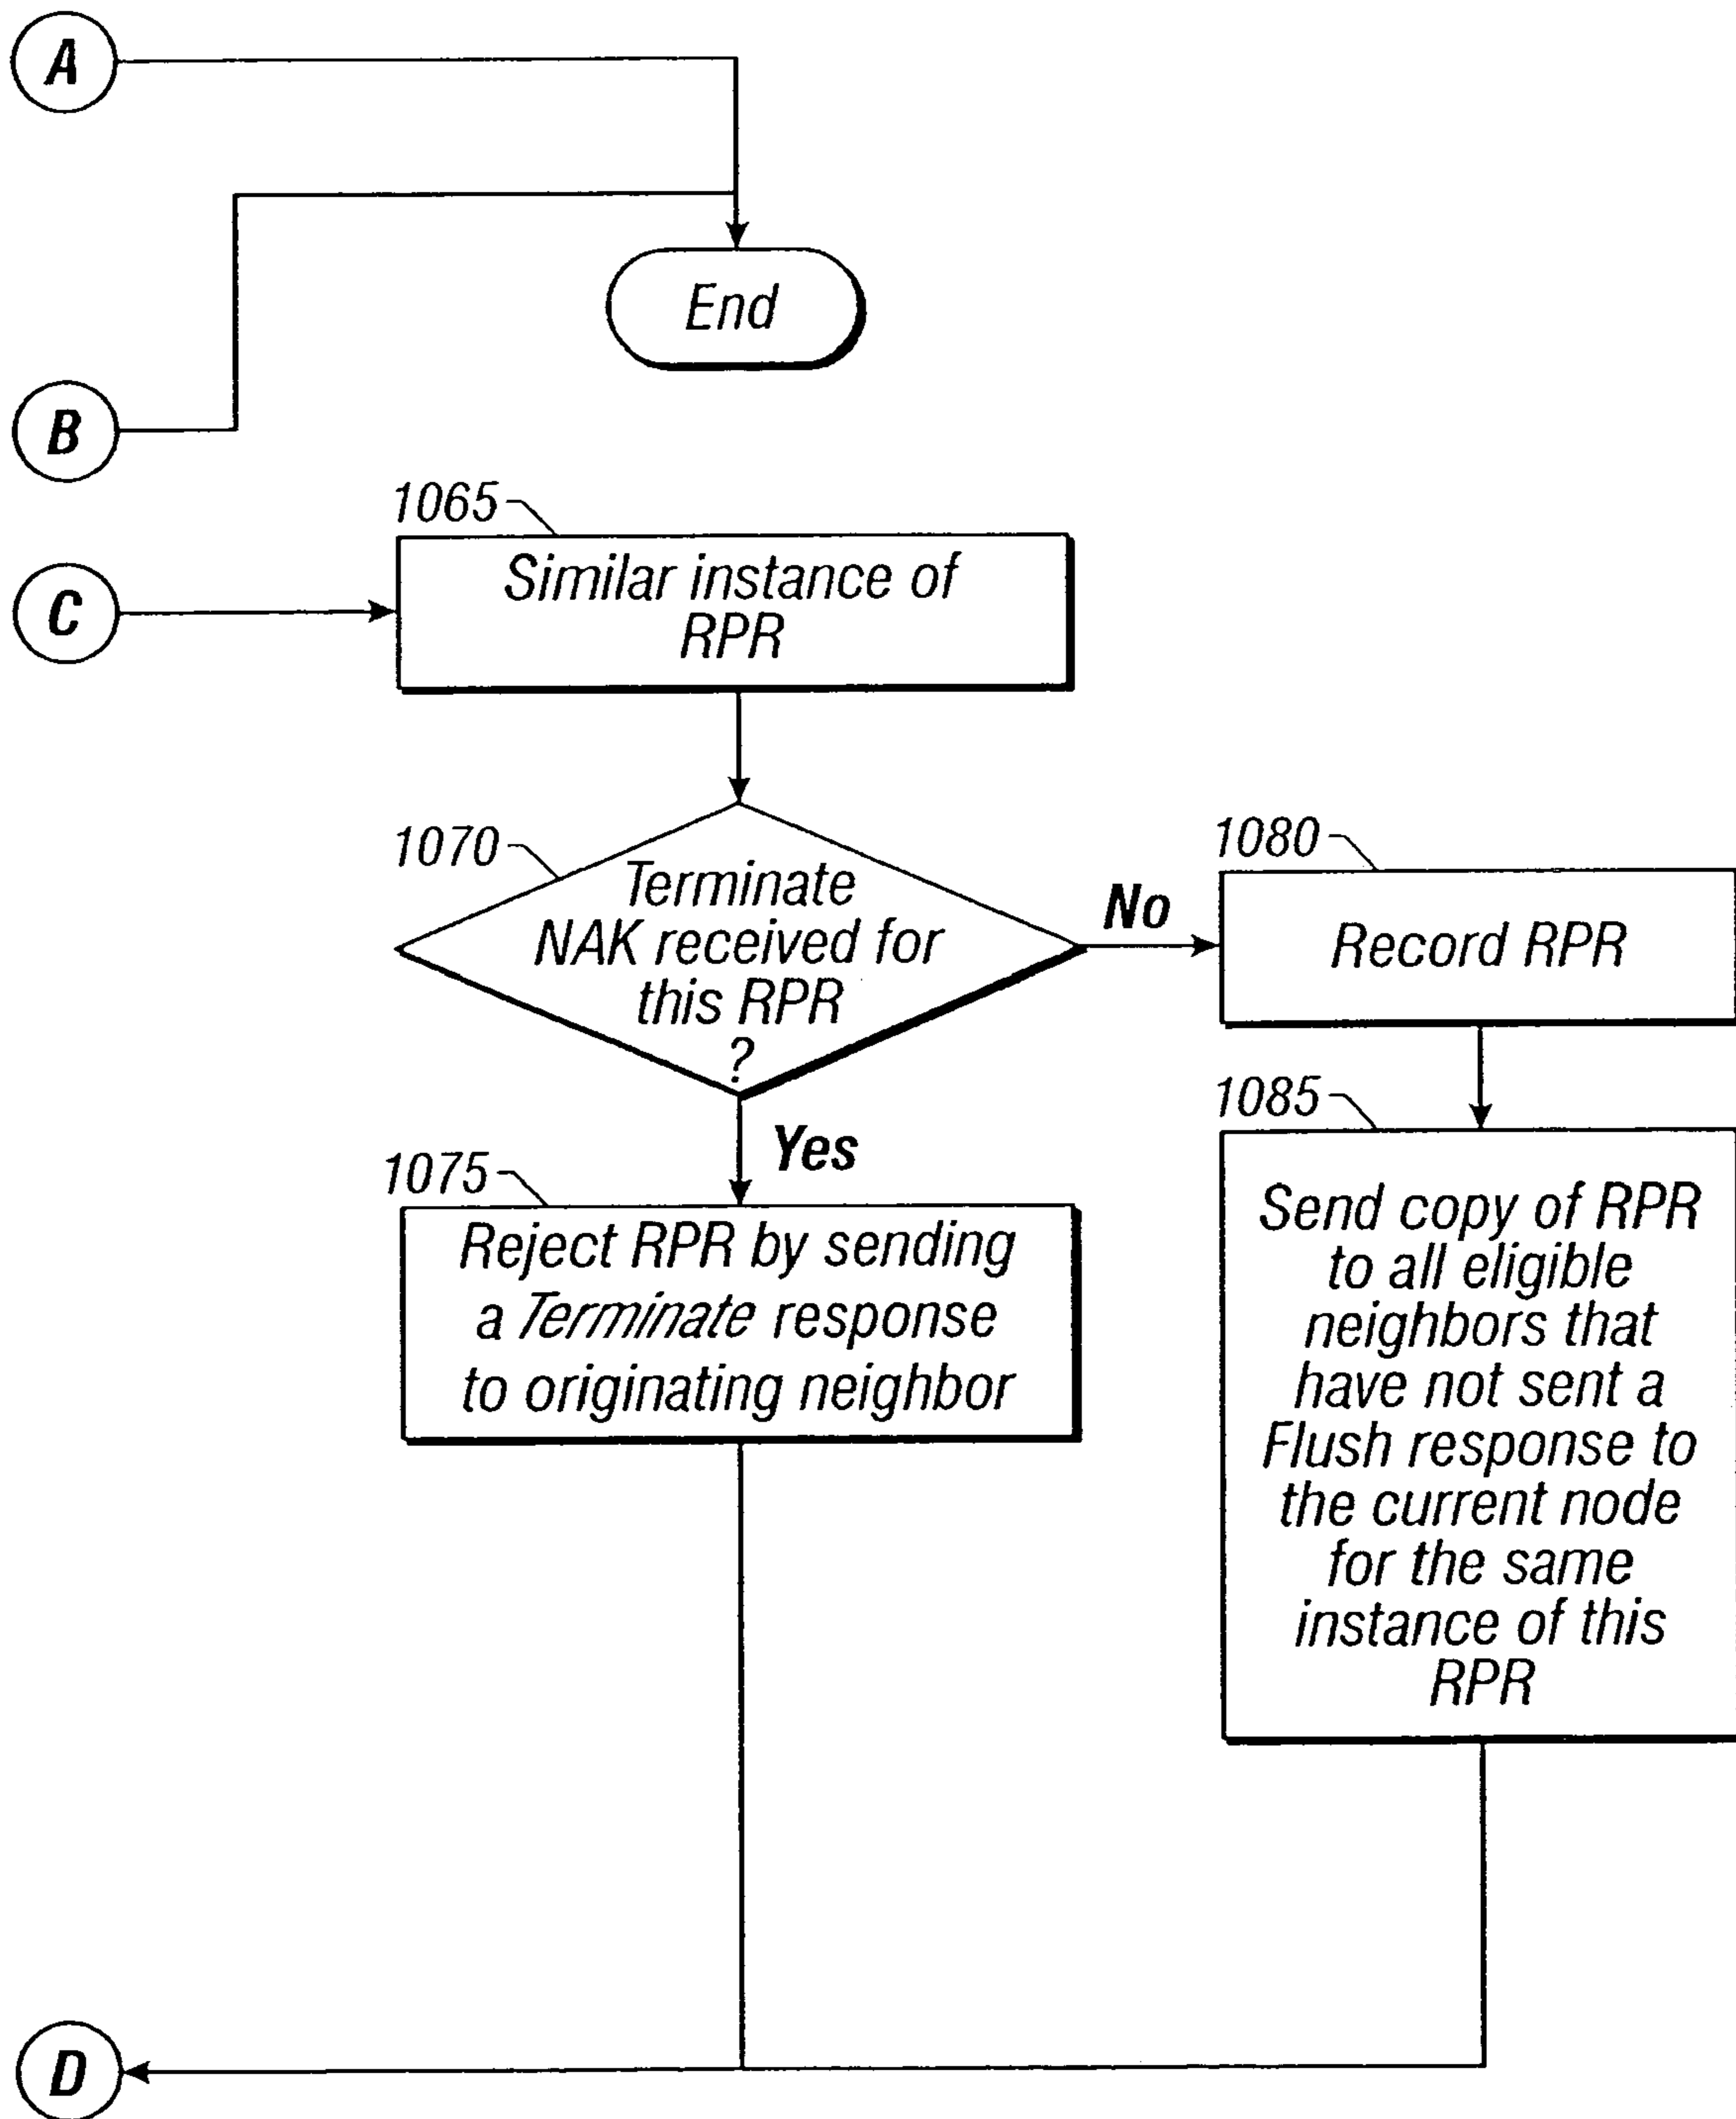 A
End
B
1065
Similar instance of
RPR
C
1070
Terminate
NAK received for
this RPR
?
No
1080
Record RPR
Yes
1075
Reject RPR by sending
a Terminate response
to originating neighbor
1085
Send copy of RPR
to all eligible
neighbors that
have not sent a
Flush response to
the current node
for the same
instance of this
RPR
D